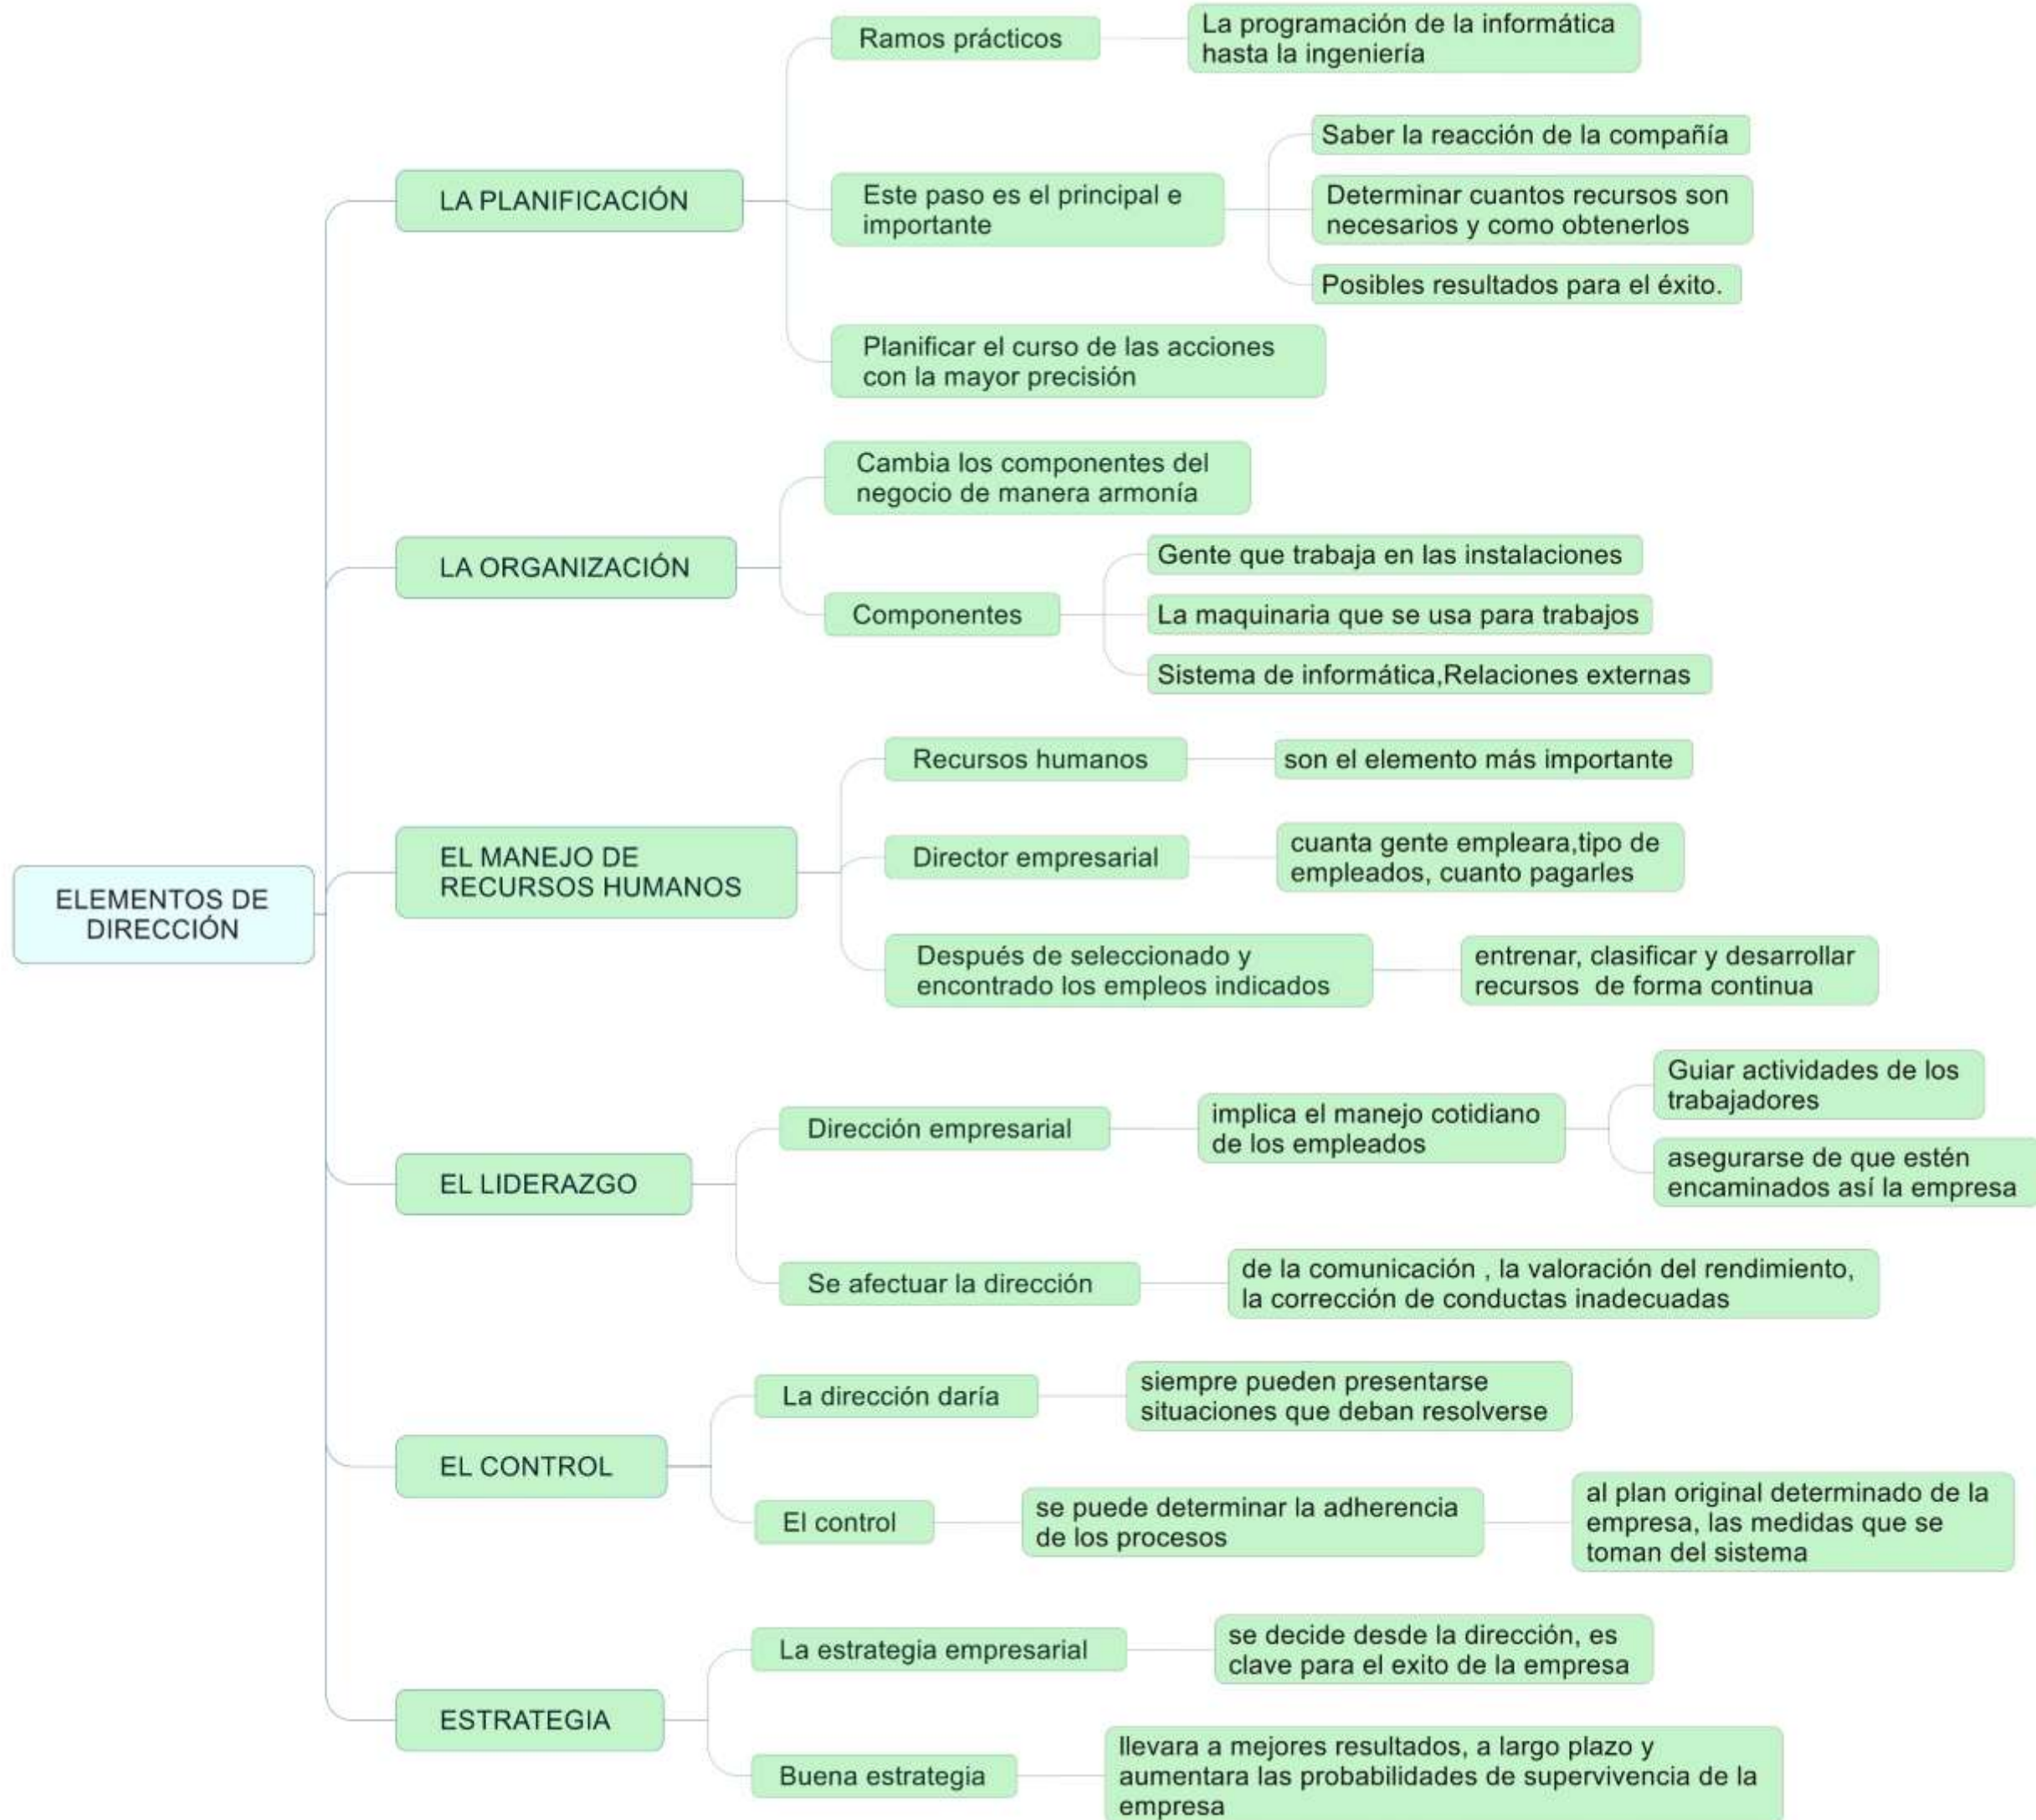 ELEMENTOS DE
DIRECCIÓN
LA PLANIFICACIÓN
Ramos prácticos
La programación de la informática
hasta la ingeniería
Este paso es el principal e
importante
Saber la reacción de la compañía
Determinar cuantos recursos son
necesarios y como obtenerlos
Posibles resultados para el éxito.
Planificar el curso de las acciones
con la mayor precisión
LA ORGANIZACIÓN
Cambia los componentes del
negocio de manera armonía
Componentes
Gente que trabaja en las instalaciones
La maquinaria que se usa para trabajos
Sistema de informática,Relaciones externas
EL MANEJO DE
RECURSOS HUMANOS
Recursos humanos
son el elemento más importante
Director empresarial
cuanta gente empleara,tipo de
empleados, cuanto pagarles
Después de seleccionado y
encontrado los empleos indicados
entrenar, clasificar y desarrollar
recursos  de forma continua
EL LIDERAZGO
Dirección empresarial
implica el manejo cotidiano
de los empleados
Guiar actividades de los
trabajadores
asegurarse de que estén
encaminados así la empresa
Se afectuar la dirección
de la comunicación , la valoración del rendimiento,
la corrección de conductas inadecuadas
EL CONTROL
La dirección daría
siempre pueden presentarse
situaciones que deban resolverse
El control
se puede determinar la adherencia
de los procesos
al plan original determinado de la
empresa, las medidas que se
toman del sistema
ESTRATEGIA
La estrategia empresarial
se decide desde la dirección, es
clave para el exito de la empresa
Buena estrategia
llevara a mejores resultados, a largo plazo y
aumentara las probabilidades de supervivencia de la
empresa